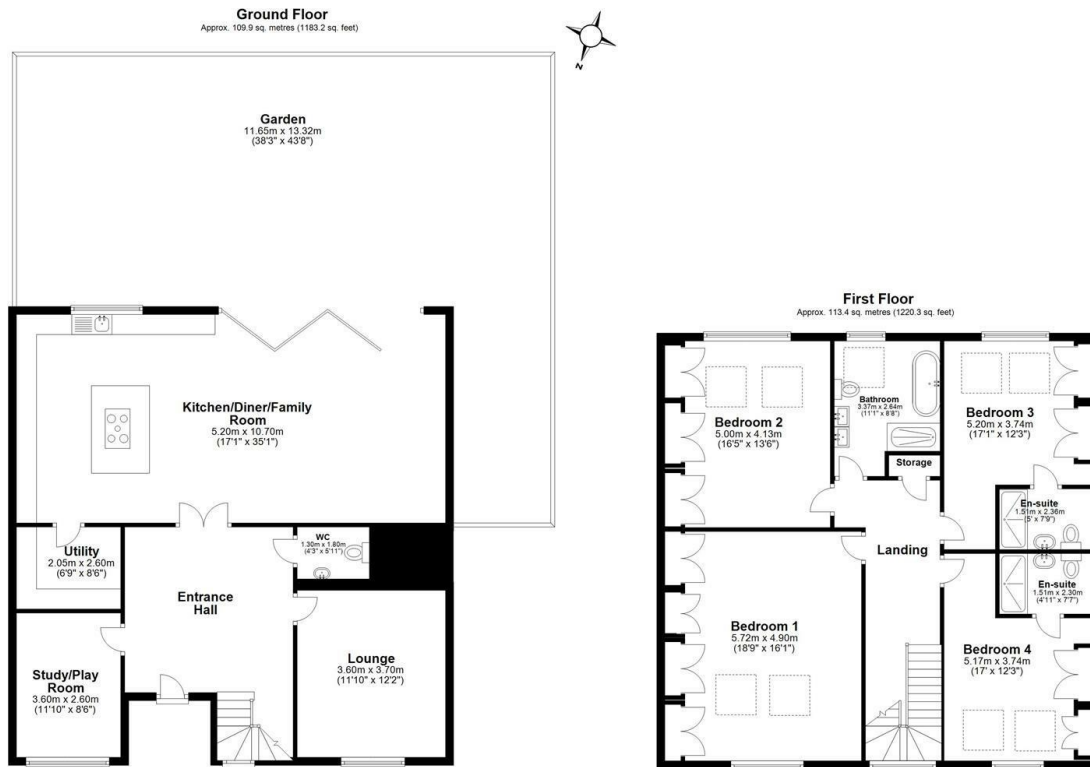 Ground Floor
Approx. 109.9 sq. metres (1183.2 sq. feet)
N
Garden
11.65m x 13.32m
(38'3" x 43'8")
Kitchen/Diner/Family
Room
5.20m x 10.70m
(17'1" x 35'1")
Utility
2.05m x 2.60m
(6'9" x 8'6")
WC
1.30m x 1.80m
(4'3" x 5'11")
Entrance
Hall
Study/Play
Room
3.60m x 2.60m
(11'10" x 8'6")
Lounge
3.60m x 3.70m
(11'10" x 12'2")
First Floor
Approx. 113.4 sq. metres (1220.3 sq. feet)
Bedroom 2
5.00m x 4.13m
(16'5" x 13'6")
Bathroom
3.37m x 2.64m
(11'1" x 8'8")
Bedroom 3
5.20m x 3.74m
(17'1" x 12'3")
Storage
En-suite
1.51m x 2.36m
(5' x 7'9")
Landing
En-suite
1.51m x 2.30m
(4'11" x 7'7")
Bedroom 1
5.72m x 4.90m
(18'9" x 16'1")
Bedroom 4
5.17m x 3.74m
(17' x 12'3")